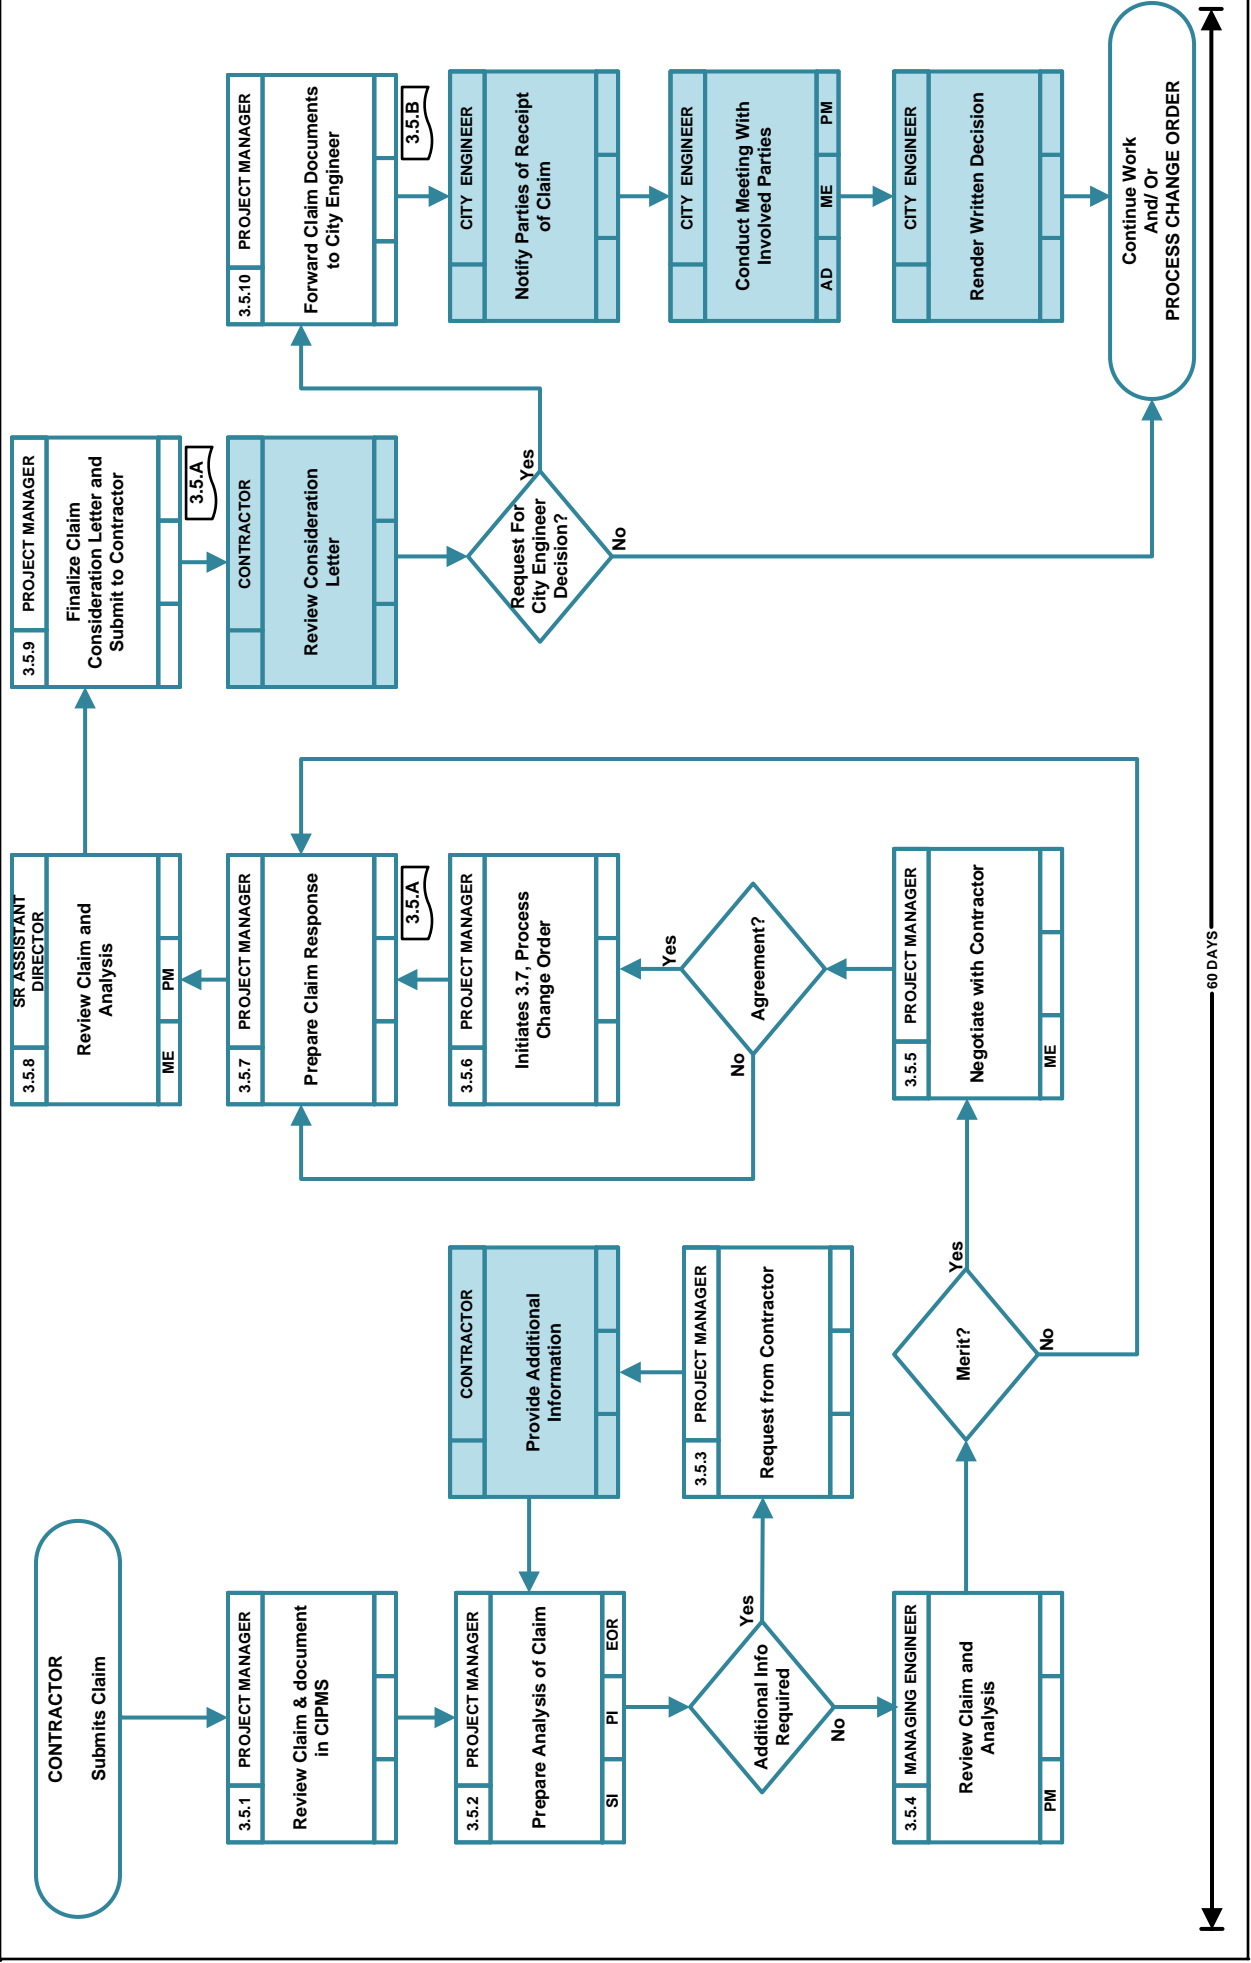 CONTRACTOR
Submits Claim
3.5.1
PROJECT MANAGER
Review Claim & document
in CIPMS
3.5.2
PROJECT MANAGER
Prepare Analysis of Claim
SI
PI
EOR
Additional Info
Required
Yes
No
3.5.3
PROJECT MANAGER
Request from Contractor
CONTRACTOR
Provide Additional
Information
3.5.4
MANAGING ENGINEER
Review Claim and
Analysis
PM
Merit?
Yes
No
3.5.5
PROJECT MANAGER
Negotiate with Contractor
ME
Agreement?
Yes
No
3.5.6
PROJECT MANAGER
Initiates 3.7, Process
Change Order
3.5.7
PROJECT MANAGER
Prepare Claim Response
3.5.A
3.5.8
SR ASSISTANT
DIRECTOR
Review Claim and
Analysis
ME
PM
3.5.9
PROJECT MANAGER
Finalize Claim
Consideration Letter and
Submit to Contractor
3.5.A
CONTRACTOR
Review Consideration
Letter
Request For
City Engineer
Decision?
Yes
No
3.5.10
PROJECT MANAGER
Forward Claim Documents
to City Engineer
3.5.B
CITY ENGINEER
Notify Parties of Receipt
of Claim
CITY ENGINEER
Conduct Meeting With
Involved Parties
AD
ME
PM
CITY ENGINEER
Render Written Decision
Continue Work
And/ Or
PROCESS CHANGE ORDER
60 DAYS